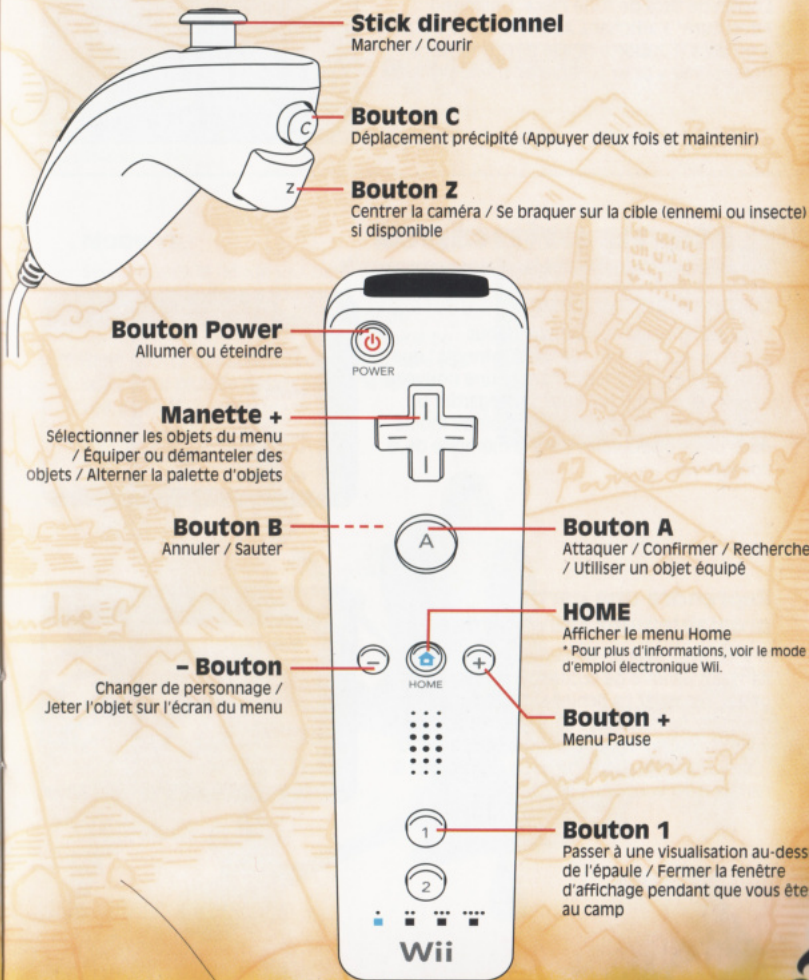 Stick directionnel
Marcher / Courir
C
Bouton C
Déplacement précipité (Appuyer deux fois et maintenir)
Z
Bouton Z
Centrer la caméra / Se braquer sur la cible (ennemi ou insecte)
si disponible
Bouton Power
Allumer ou éteindre
POWER
Manette +
Sélectionner les objets du menu
/ Équiper ou démanteler des
objets / Alterner la palette d'objets
Bouton B
Annuler / Sauter
A
Bouton A
Attaquer / Confirmer / Recherche
/ Utiliser un objet équipé
HOME
Afficher le menu Home
* Pour plus d'informations, voir le mode
d'emploi électronique Wii.
– Bouton
Changer de personnage /
Jeter l'objet sur l'écran du menu
HOME
Bouton +
Menu Pause
1
Bouton 1
Passer à une visualisation au-dess
de l'épaule / Fermer la fenêtre
d'affichage pendant que vous ête
au camp
2
Wii